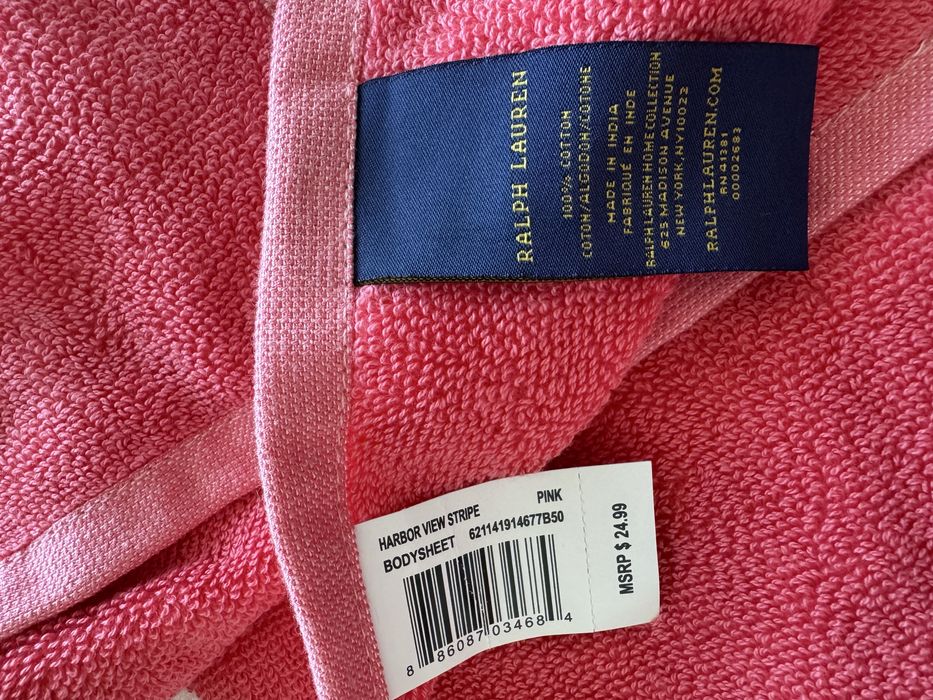 RALPH LAUREN
100% COTTON
COTON/ALGODON/COTONE
MADE IN INDIA
FABRIQUÉ EN INDE
RALPH LAUREN HOME COLLECTION
625 MADISON AVENUE
NEW YORK, NY10022
RALPHLAUREN.COM
RN 41381
00002683
HARBOR VIEW STRIPE PINK
BODYSHEET 621141914677B50
8 86087 03468 4
MSRP $ 24.99